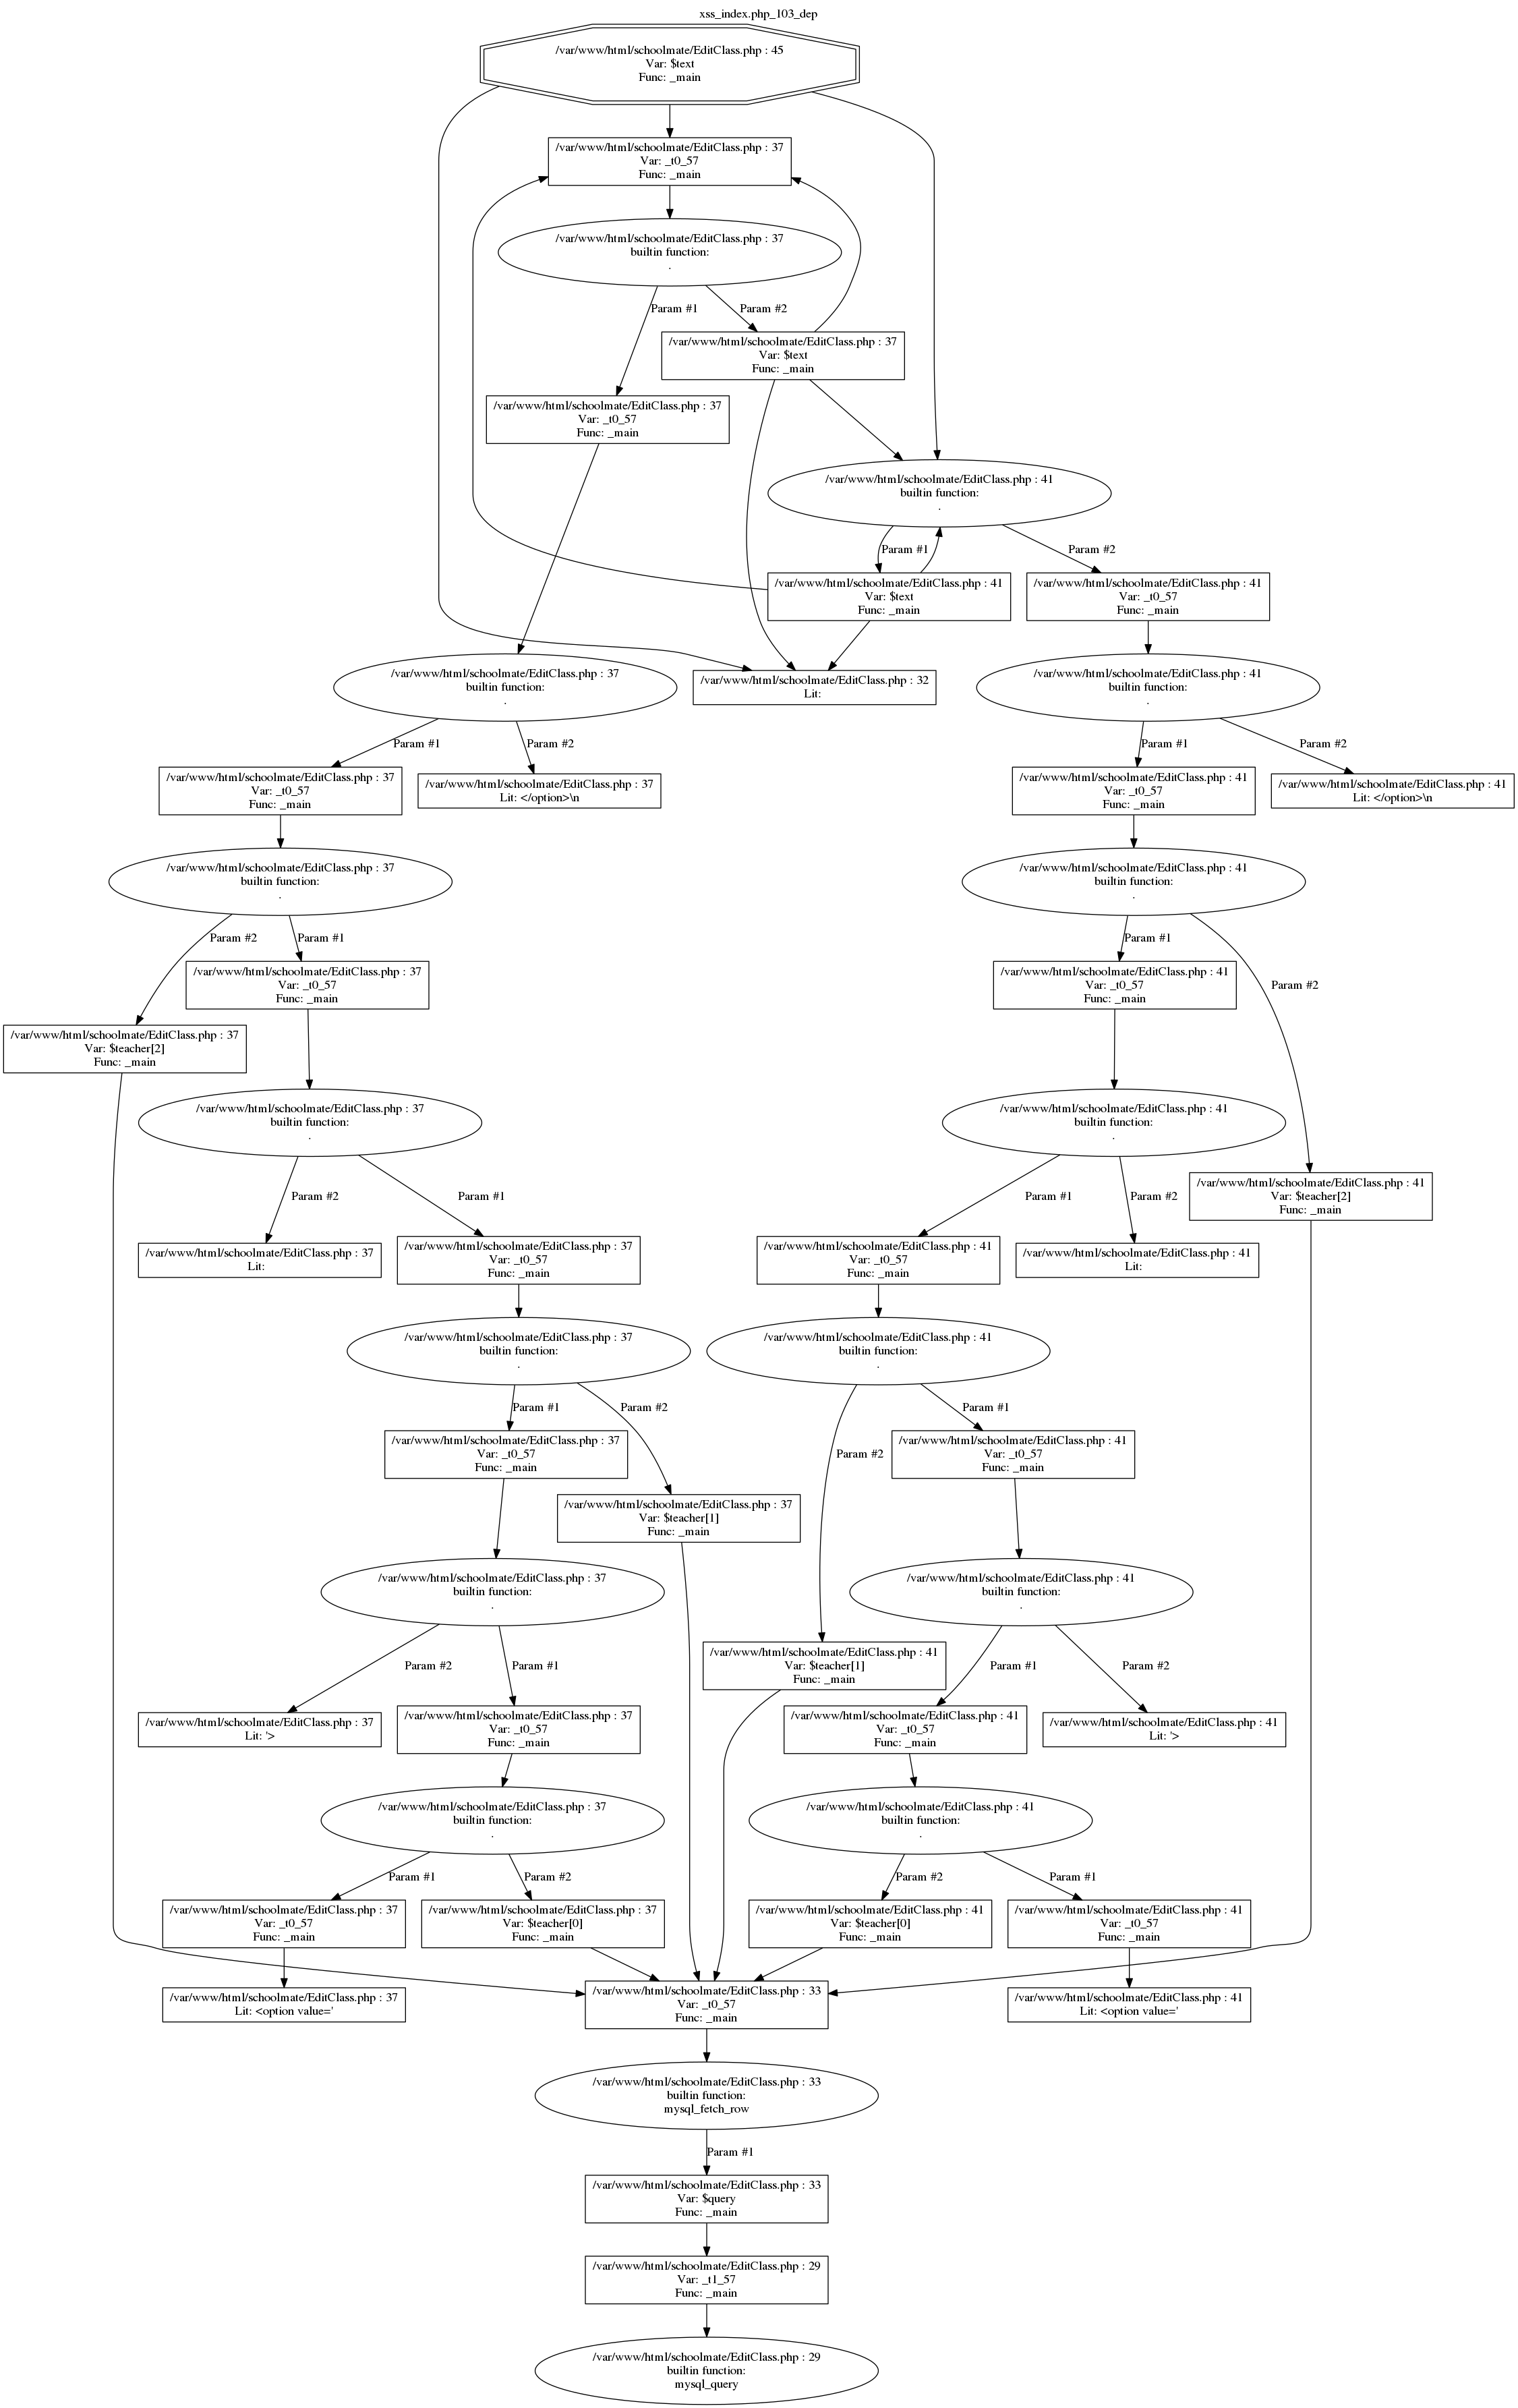 xss_index.php_103_dep
/var/www/html/schoolmate/EditClass.php : 45
Var: $text
Func: _main
/var/www/html/schoolmate/EditClass.php : 37
Var: _t0_57
Func: _main
/var/www/html/schoolmate/EditClass.php : 37
builtin function:
.
Param #1
Param #2
/var/www/html/schoolmate/EditClass.php : 37
Var: $text
Func: _main
/var/www/html/schoolmate/EditClass.php : 37
Var: _t0_57
Func: _main
/var/www/html/schoolmate/EditClass.php : 41
builtin function:
.
Param #1
Param #2
/var/www/html/schoolmate/EditClass.php : 41
Var: $text
Func: _main
/var/www/html/schoolmate/EditClass.php : 41
Var: _t0_57
Func: _main
/var/www/html/schoolmate/EditClass.php : 37
builtin function:
.
/var/www/html/schoolmate/EditClass.php : 32
Lit:
/var/www/html/schoolmate/EditClass.php : 41
builtin function:
.
Param #1
Param #2
Param #1
Param #2
/var/www/html/schoolmate/EditClass.php : 37
Var: _t0_57
Func: _main
/var/www/html/schoolmate/EditClass.php : 37
Lit: </option>\n
/var/www/html/schoolmate/EditClass.php : 41
Var: _t0_57
Func: _main
/var/www/html/schoolmate/EditClass.php : 41
Lit: </option>\n
/var/www/html/schoolmate/EditClass.php : 37
builtin function:
.
/var/www/html/schoolmate/EditClass.php : 41
builtin function:
.
Param #2
Param #1
Param #1
Param #2
/var/www/html/schoolmate/EditClass.php : 37
Var: _t0_57
Func: _main
/var/www/html/schoolmate/EditClass.php : 41
Var: _t0_57
Func: _main
/var/www/html/schoolmate/EditClass.php : 37
Var: $teacher[2]
Func: _main
/var/www/html/schoolmate/EditClass.php : 37
builtin function:
.
/var/www/html/schoolmate/EditClass.php : 41
builtin function:
.
Param #2
Param #1
Param #1
Param #2
/var/www/html/schoolmate/EditClass.php : 41
Var: $teacher[2]
Func: _main
/var/www/html/schoolmate/EditClass.php : 37
Lit:
/var/www/html/schoolmate/EditClass.php : 37
Var: _t0_57
Func: _main
/var/www/html/schoolmate/EditClass.php : 41
Var: _t0_57
Func: _main
/var/www/html/schoolmate/EditClass.php : 41
Lit:
/var/www/html/schoolmate/EditClass.php : 37
builtin function:
.
/var/www/html/schoolmate/EditClass.php : 41
builtin function:
.
Param #1
Param #2
Param #2
Param #1
/var/www/html/schoolmate/EditClass.php : 37
Var: _t0_57
Func: _main
/var/www/html/schoolmate/EditClass.php : 41
Var: _t0_57
Func: _main
/var/www/html/schoolmate/EditClass.php : 37
Var: $teacher[1]
Func: _main
/var/www/html/schoolmate/EditClass.php : 37
builtin function:
.
/var/www/html/schoolmate/EditClass.php : 41
builtin function:
.
Param #2
Param #1
/var/www/html/schoolmate/EditClass.php : 41
Var: $teacher[1]
Func: _main
Param #1
Param #2
/var/www/html/schoolmate/EditClass.php : 37
Lit: '>
/var/www/html/schoolmate/EditClass.php : 37
Var: _t0_57
Func: _main
/var/www/html/schoolmate/EditClass.php : 41
Var: _t0_57
Func: _main
/var/www/html/schoolmate/EditClass.php : 41
Lit: '>
/var/www/html/schoolmate/EditClass.php : 37
builtin function:
.
/var/www/html/schoolmate/EditClass.php : 41
builtin function:
.
Param #1
Param #2
Param #2
Param #1
/var/www/html/schoolmate/EditClass.php : 37
Var: _t0_57
Func: _main
/var/www/html/schoolmate/EditClass.php : 37
Var: $teacher[0]
Func: _main
/var/www/html/schoolmate/EditClass.php : 41
Var: $teacher[0]
Func: _main
/var/www/html/schoolmate/EditClass.php : 41
Var: _t0_57
Func: _main
/var/www/html/schoolmate/EditClass.php : 37
Lit: <option value='
/var/www/html/schoolmate/EditClass.php : 33
Var: _t0_57
Func: _main
/var/www/html/schoolmate/EditClass.php : 41
Lit: <option value='
/var/www/html/schoolmate/EditClass.php : 33
builtin function:
mysql_fetch_row
Param #1
/var/www/html/schoolmate/EditClass.php : 33
Var: $query
Func: _main
/var/www/html/schoolmate/EditClass.php : 29
Var: _t1_57
Func: _main
/var/www/html/schoolmate/EditClass.php : 29
builtin function:
mysql_query